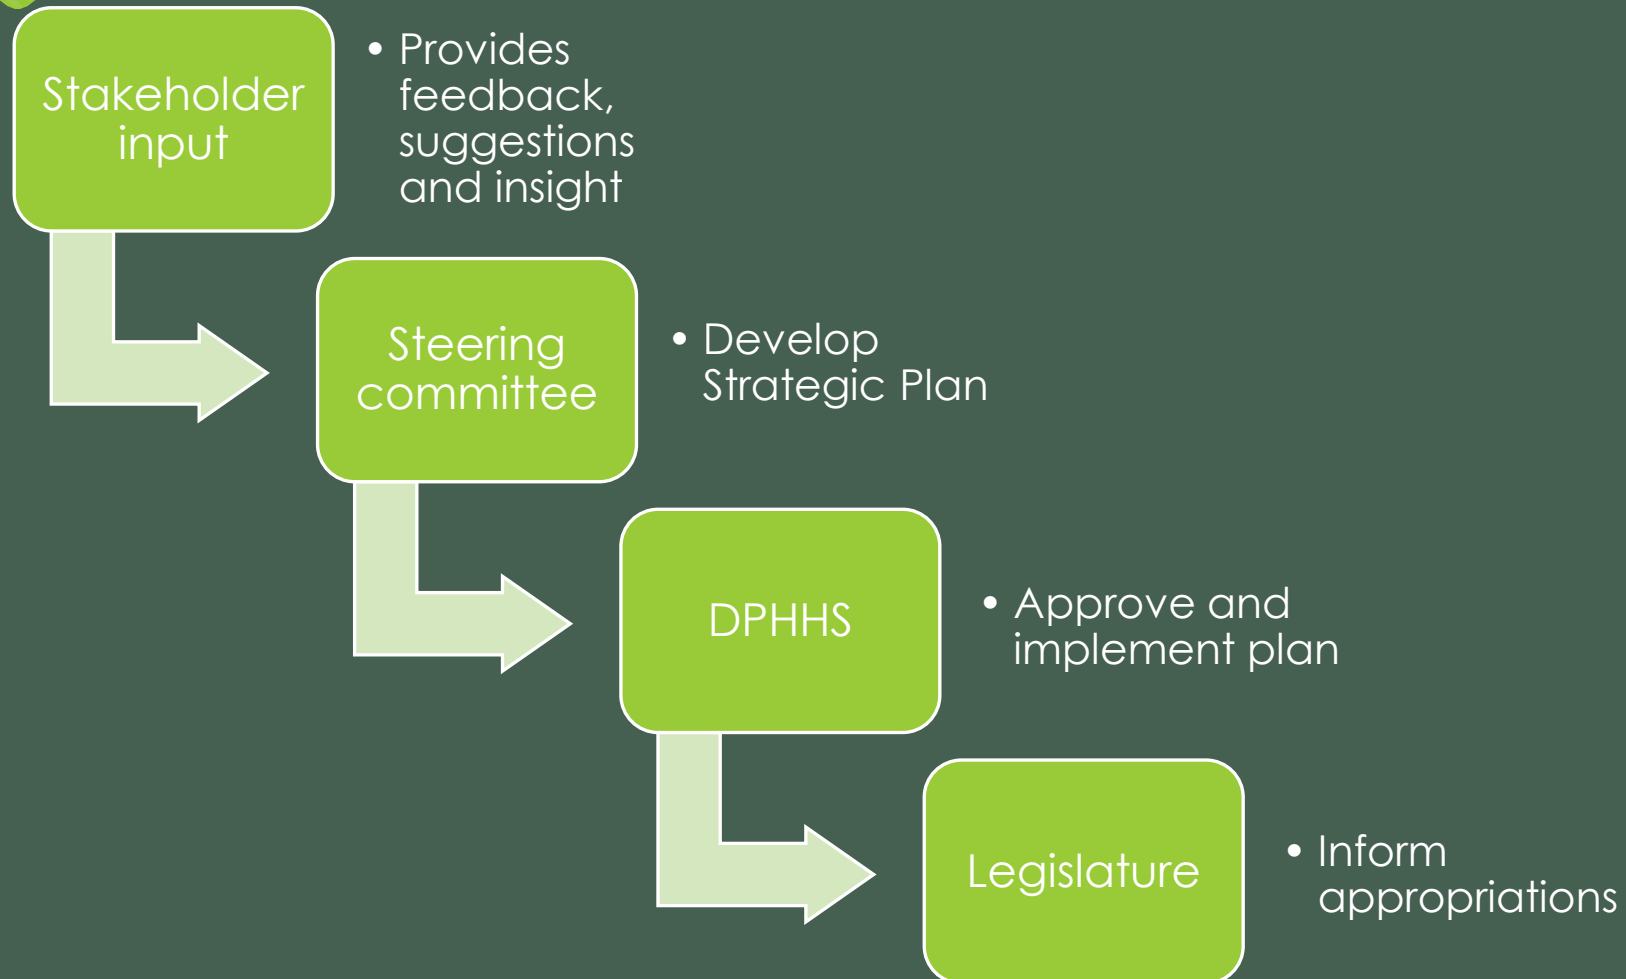 Stakeholder
input
• Provides
feedback,
suggestions
and insight
Steering
committee
• Develop
Strategic Plan
DPHHS
• Approve and
implement plan
Legislature
• Inform
appropriations